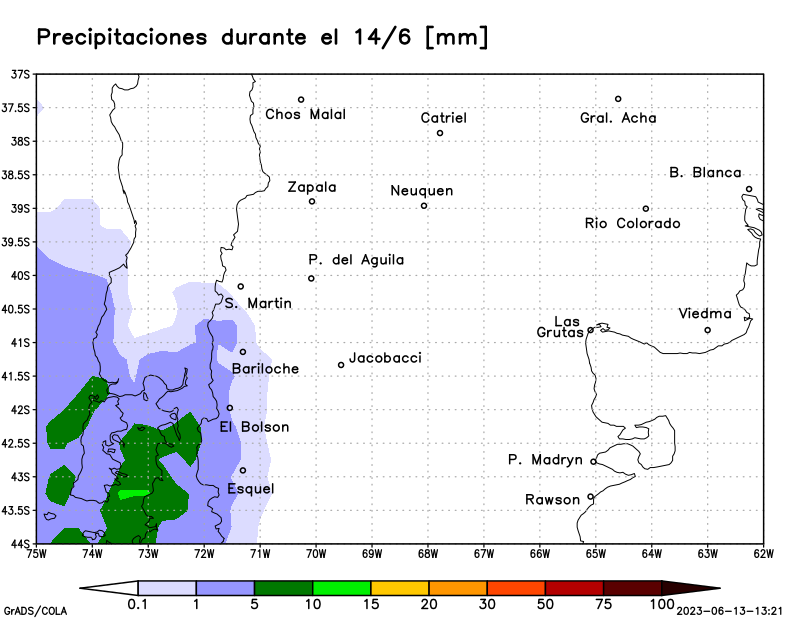 Precipitaciones durante el 14/6 [mm]
37S
37.5S
38S
38.5S
39S
39.5S
40S
40.5S
41S
41.5S
42S
42.5S
43S
43.5S
44S
Chos Malal
Catriel
Gral. Acha
B. Blanca
Zapala
Neuquen
Rio Colorado
P. del Aguila
S. Martin
Viedma
Las
Grutas
Jacobacci
Bariloche
El Bolson
P. Madryn
Esquel
Rawson
75W 74W 73W 72W 71W 70W 69W 68W 67W 66W 65W 64W 63W 62W
0.1 1 5 10 15 20 30 50 75 100
GrADS/COLA
2023-06-13-13:21